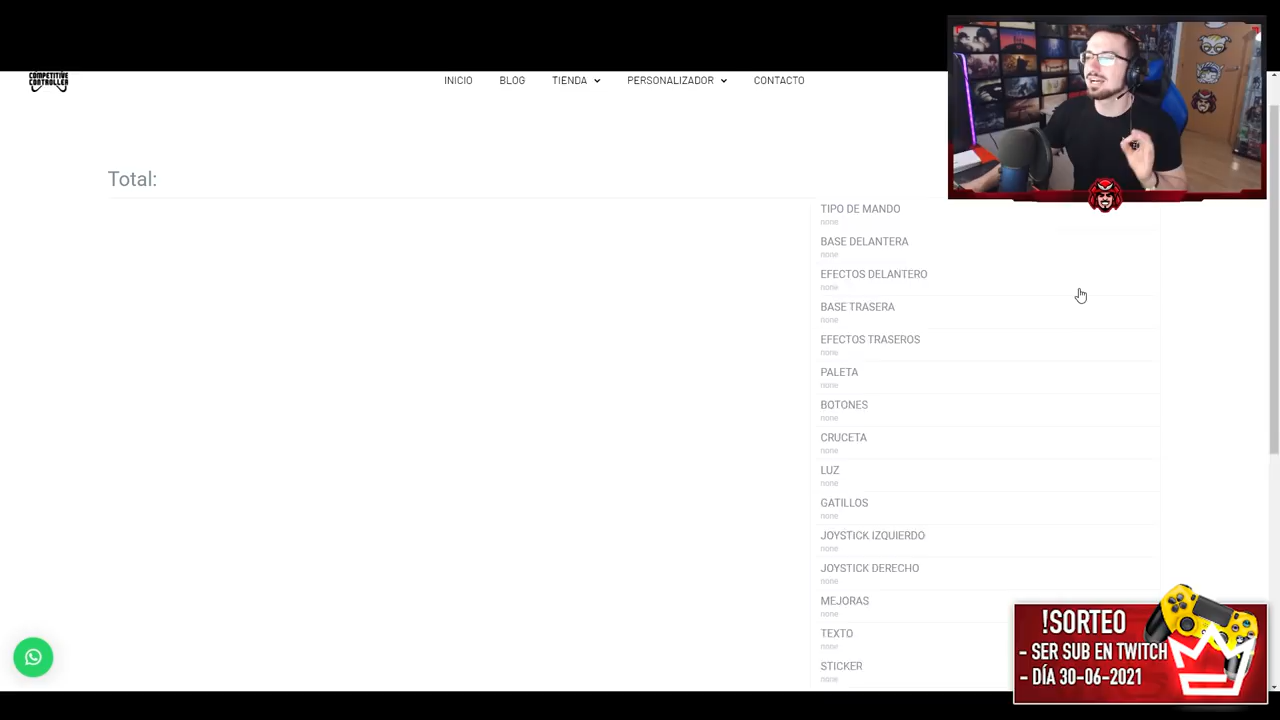 COMPETITIVE
CONTROLLER
INICIO
BLOG
TIENDA
PERSONALIZADOR
CONTACTO
Total:
TIPO DE MANDO
none
BASE DELANTERA
none
EFECTOS DELANTERO
none
BASE TRASERA
none
EFECTOS TRASEROS
none
PALETA
none
BOTONES
none
CRUCETA
none
LUZ
none
GATILLOS
none
JOYSTICK IZQUIERDO
none
JOYSTICK DERECHO
none
MEJORAS
none
TEXTO
none
STICKER
none
!SORTEO
- SER SUB EN TWITCH
- DÍA 30-06-2021